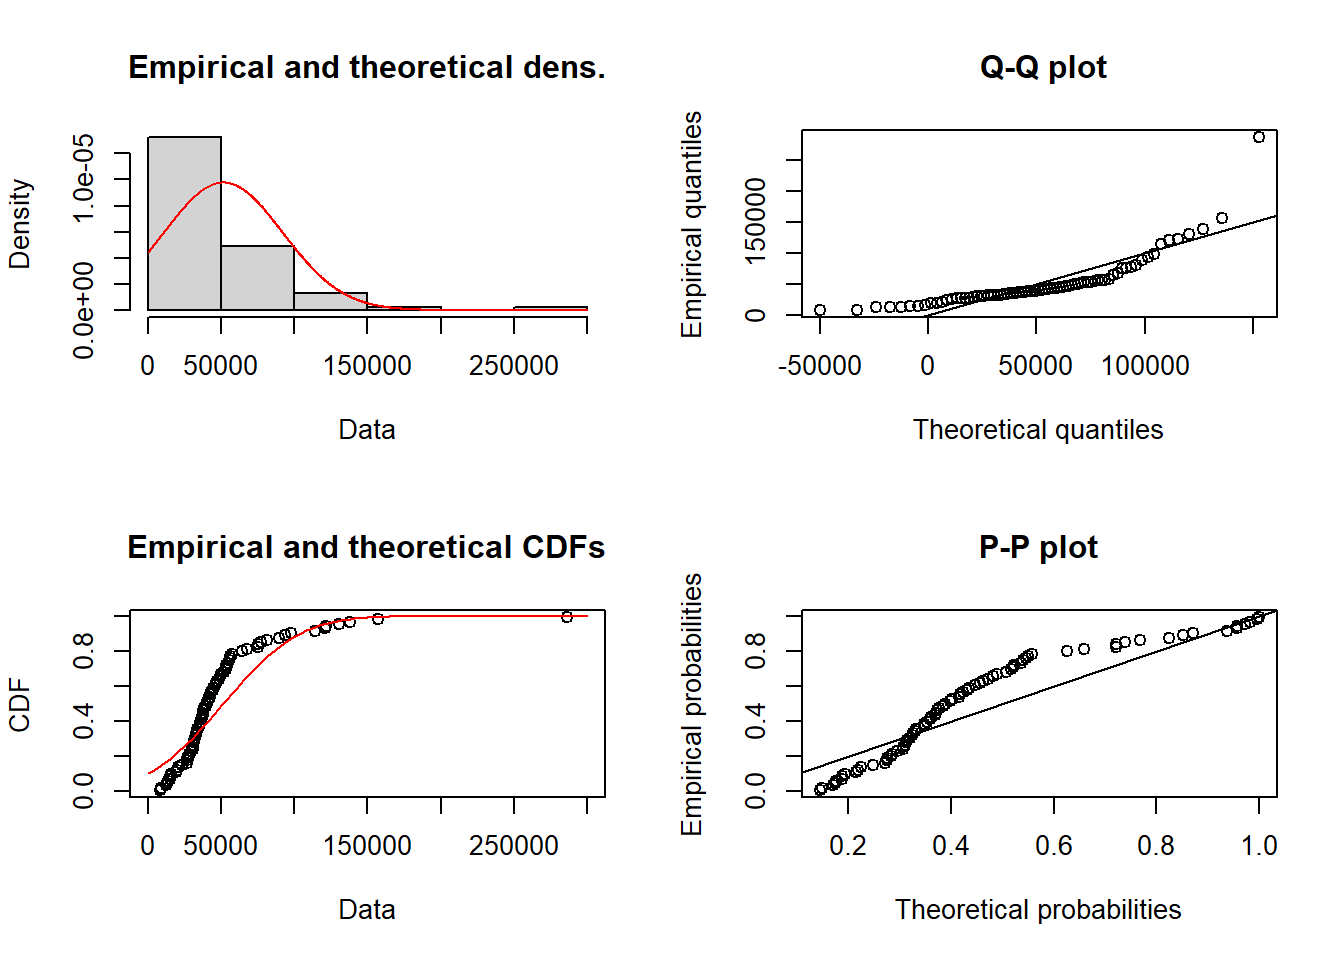 Empirical and theoretical dens.
Density
0.0e+00 1.0e-05
0 50000 150000 250000
Data
Q-Q plot
Empirical quantiles
0 150000
-50000 0 50000 100000
Theoretical quantiles
Empirical and theoretical CDFs
CDF
0.0 0.4 0.8
0 50000 150000 250000
Data
P-P plot
Empirical probabilities
0.0 0.4 0.8
0.2 0.4 0.6 0.8 1.0
Theoretical probabilities